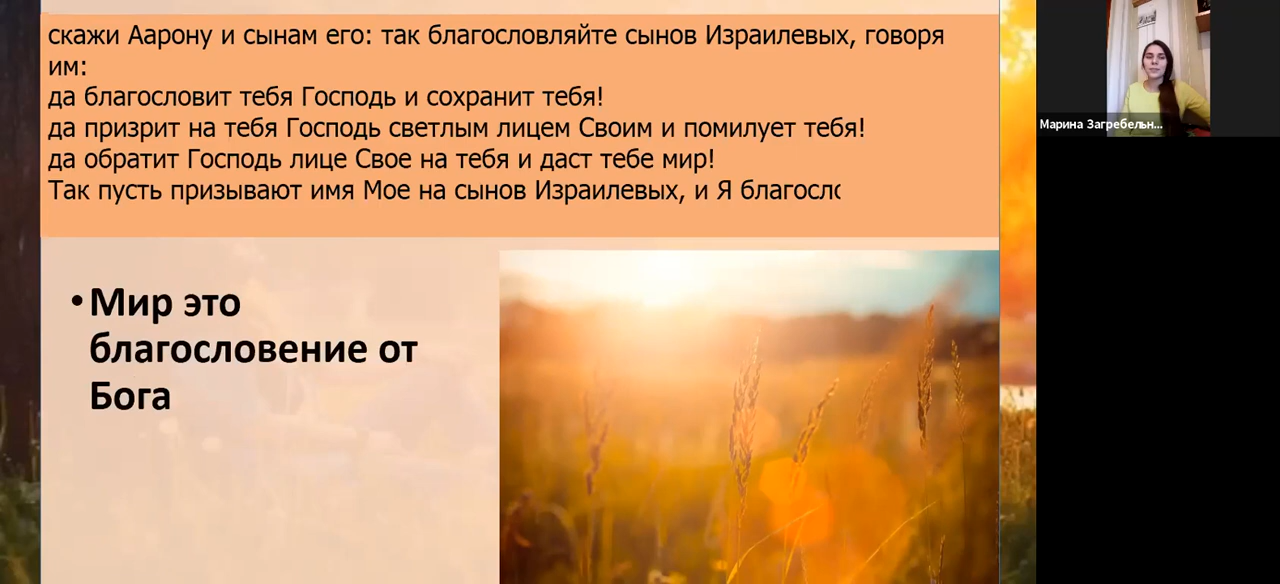 скажи Аарону и сынам его: так благословляйте сынов Израилевых, говоря
им:
да благословит тебя Господь и сохранит тебя!
да призрит на тебя Господь светлым лицем Своим и помилует тебя!
да обратит Господь лице Свое на тебя и даст тебе мир!
Так пусть призывают имя Мое на сынов Израилевых, и Я благосло
• Мир это
благословение от
Бога
Марина Загребельн...